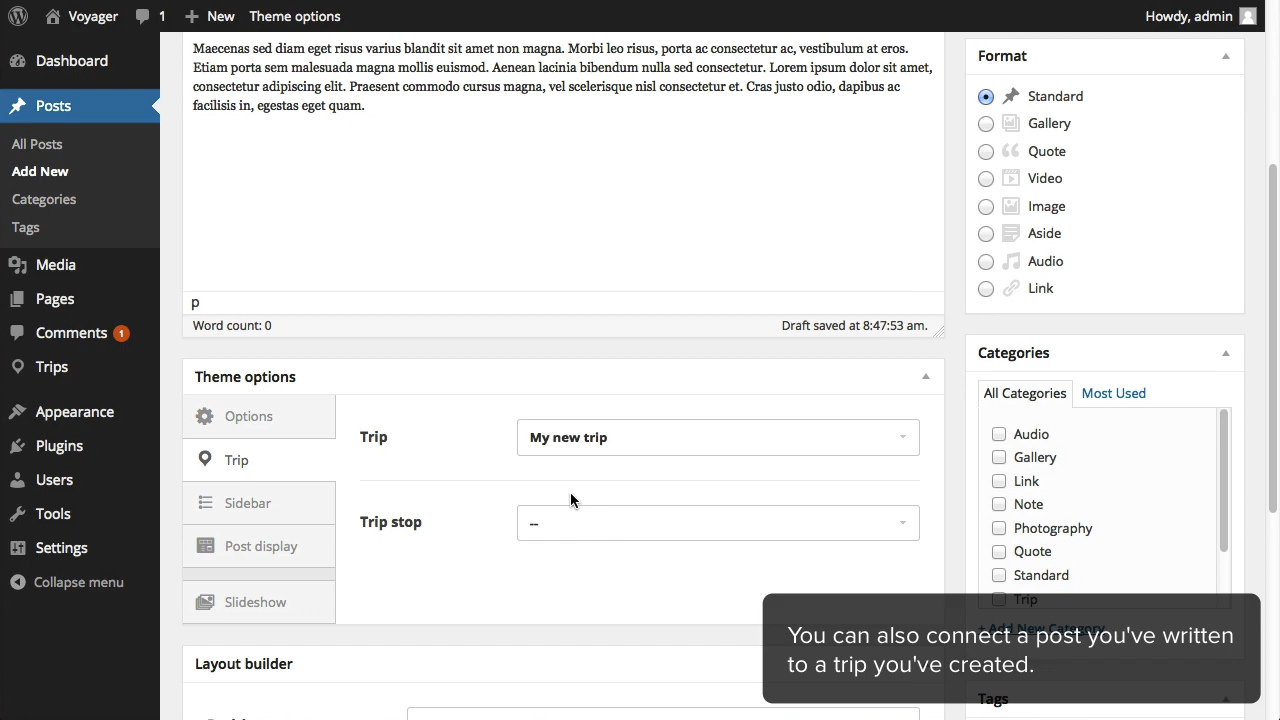 Voyager
1
New
Theme options
Howdy, admin
Dashboard
Posts
All Posts
Add New
Categories
Tags
Media
Pages
Comments 1
Trips
Appearance
Plugins
Users
Tools
Settings
Collapse menu
Maecenas sed diam eget risus varius blandit sit amet non magna. Morbi leo risus, porta ac consectetur ac, vestibulum at eros.
Etiam porta sem malesuada magna mollis euismod. Aenean lacinia bibendum nulla sed consectetur. Lorem ipsum dolor sit amet,
consectetur adipiscing elit. Praesent commodo cursus magna, vel scelerisque nisl consectetur et. Cras justo odio, dapibus ac
facilisis in, egestas eget quam.
p
Word count: 0
Draft saved at 8:47:53 am.
Theme options
Options
Trip
Sidebar
Post display
Slideshow
Trip
My new trip
Trip stop
--
Layout builder
Format
Standard
Gallery
Quote
Video
Image
Aside
Audio
Link
Categories
All Categories
Most Used
Audio
Gallery
Link
Note
Photography
Quote
Standard
Trip
+ Add New Category
Tags
You can also connect a post you've written
to a trip you've created.